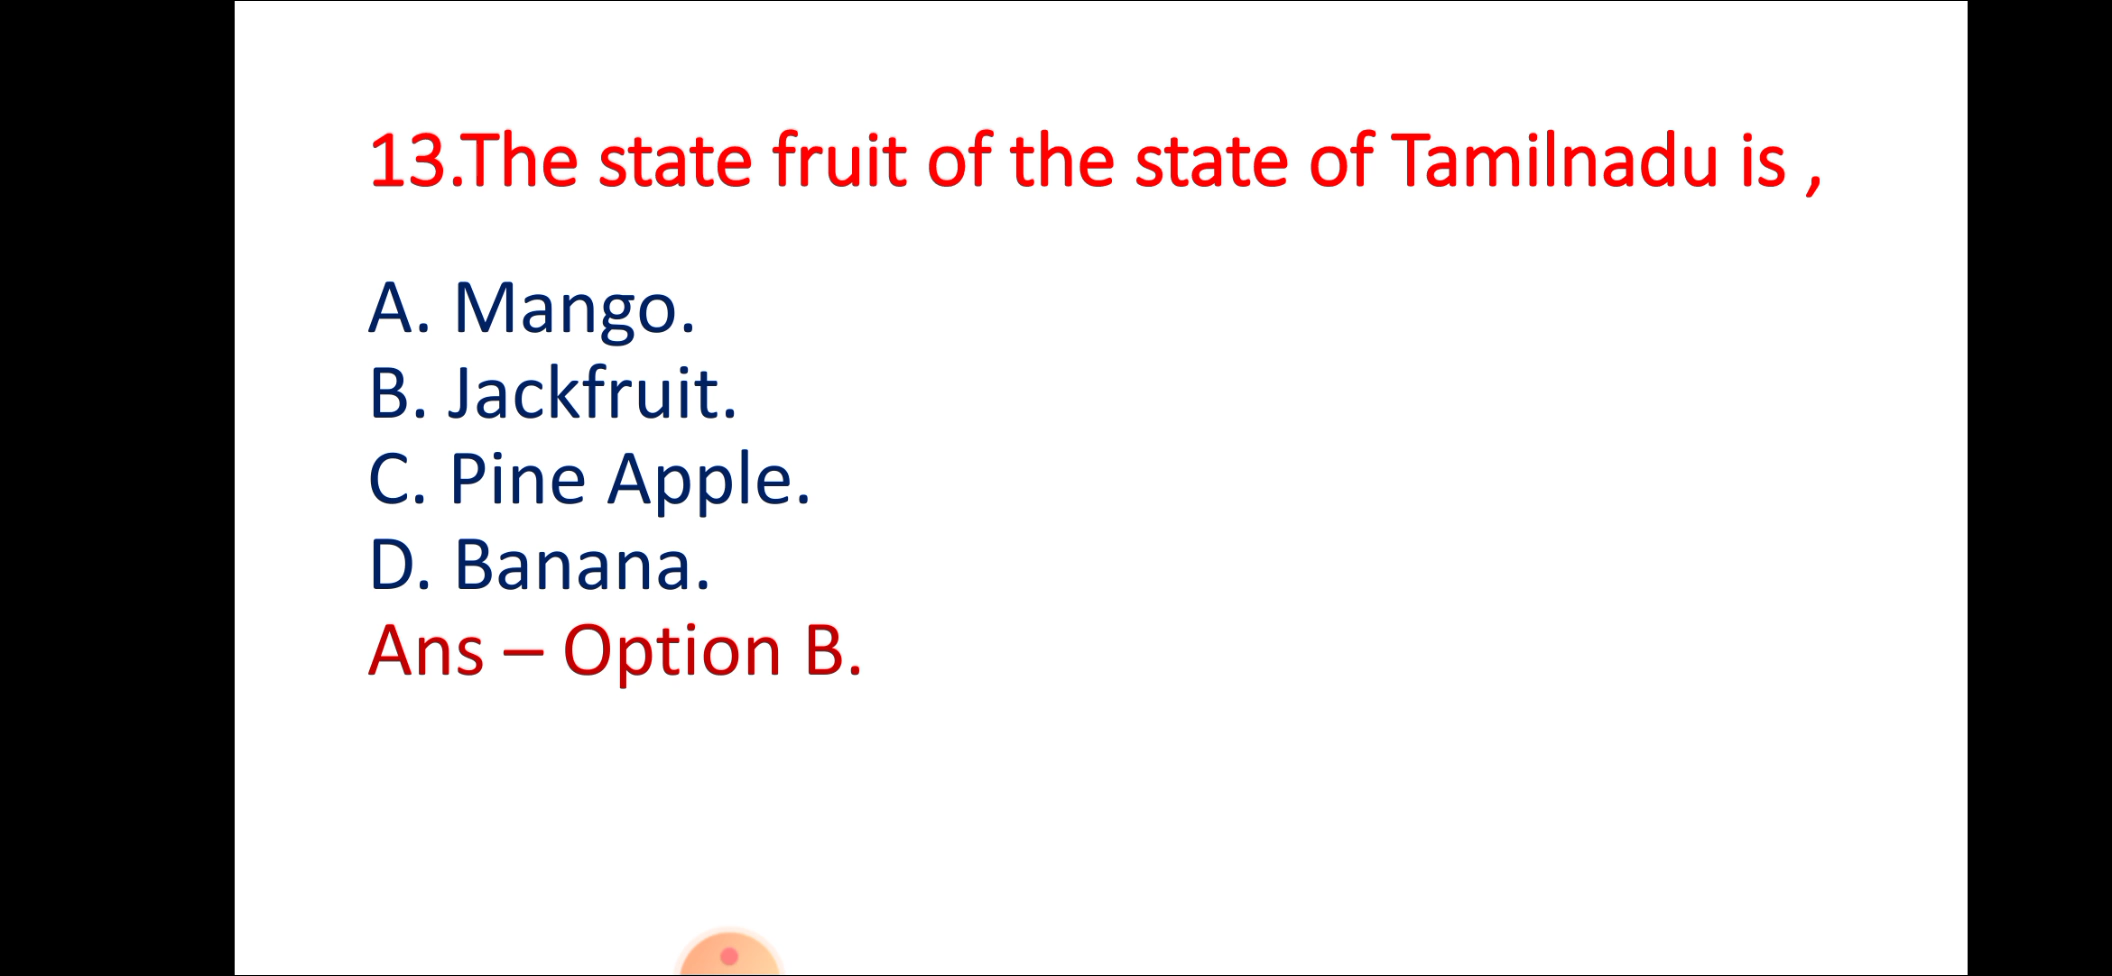 13.The state fruit of the state of Tamilnadu is ,
A. Mango.
B. Jackfruit.
C. Pine Apple.
D. Banana.
Ans – Option B.